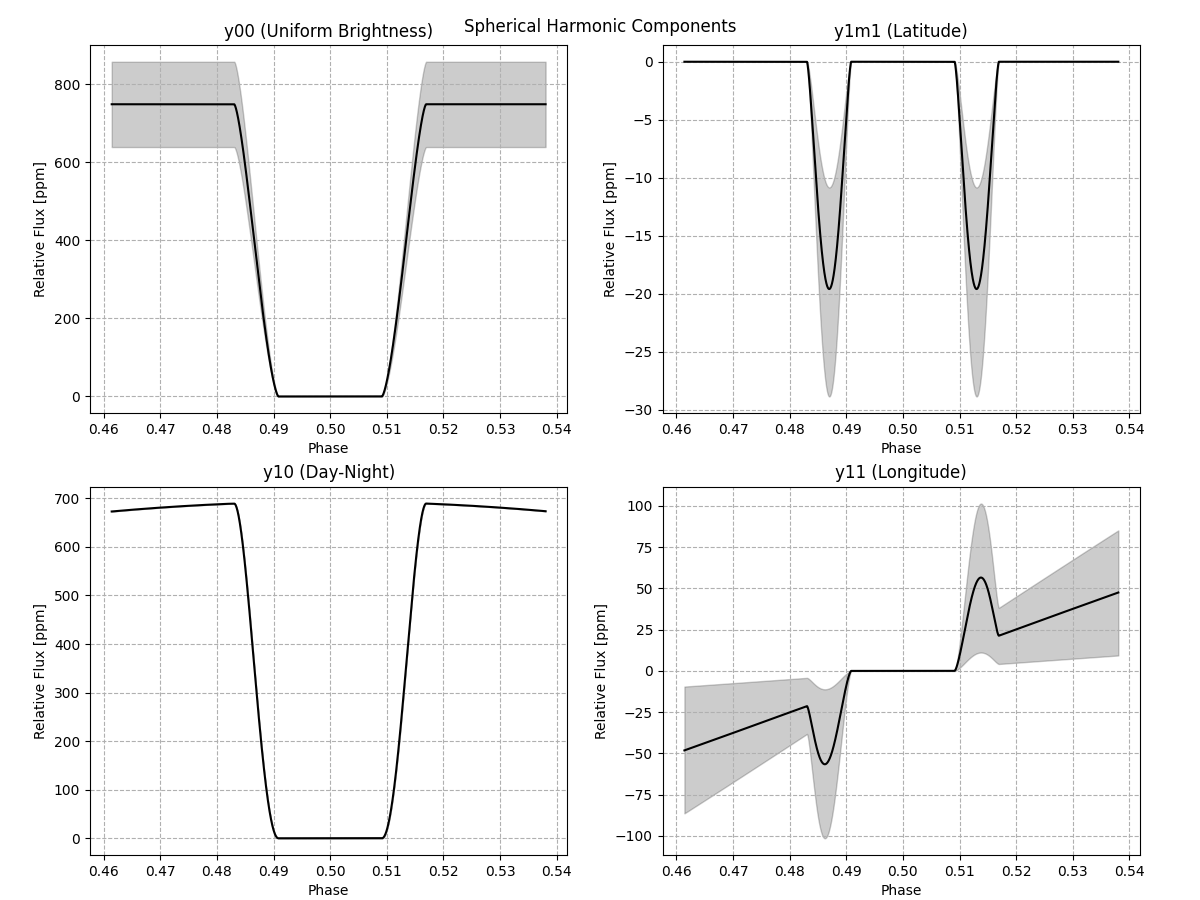 Spherical Harmonic Components
y00 (Uniform Brightness)
Relative Flux [ppm]
800
600
400
200
0
0.46 0.47 0.48 0.49 0.50 0.51 0.52 0.53 0.54
Phase
y1m1 (Latitude)
Relative Flux [ppm]
0
−5
−10
−15
−20
−25
−30
0.46 0.47 0.48 0.49 0.50 0.51 0.52 0.53 0.54
Phase
y10 (Day-Night)
Relative Flux [ppm]
700
600
500
400
300
200
100
0
0.46 0.47 0.48 0.49 0.50 0.51 0.52 0.53 0.54
Phase
y11 (Longitude)
Relative Flux [ppm]
100
75
50
25
0
−25
−50
−75
−100
0.46 0.47 0.48 0.49 0.50 0.51 0.52 0.53 0.54
Phase